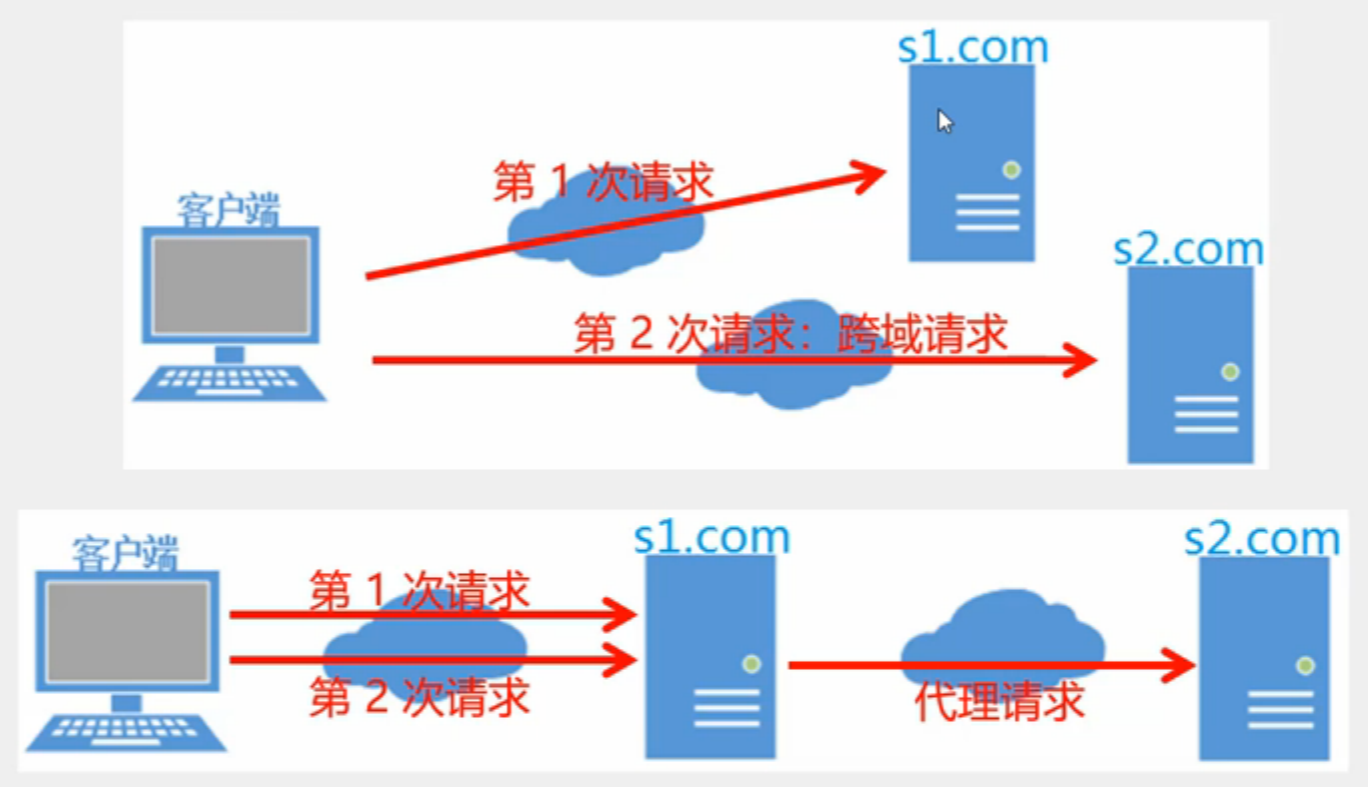 s1.com
第 1 次请求
客户端
s2.com
第 2 次请求：跨域请求
客户端
s1.com
s2.com
第 1 次请求
第 2 次请求
代理请求